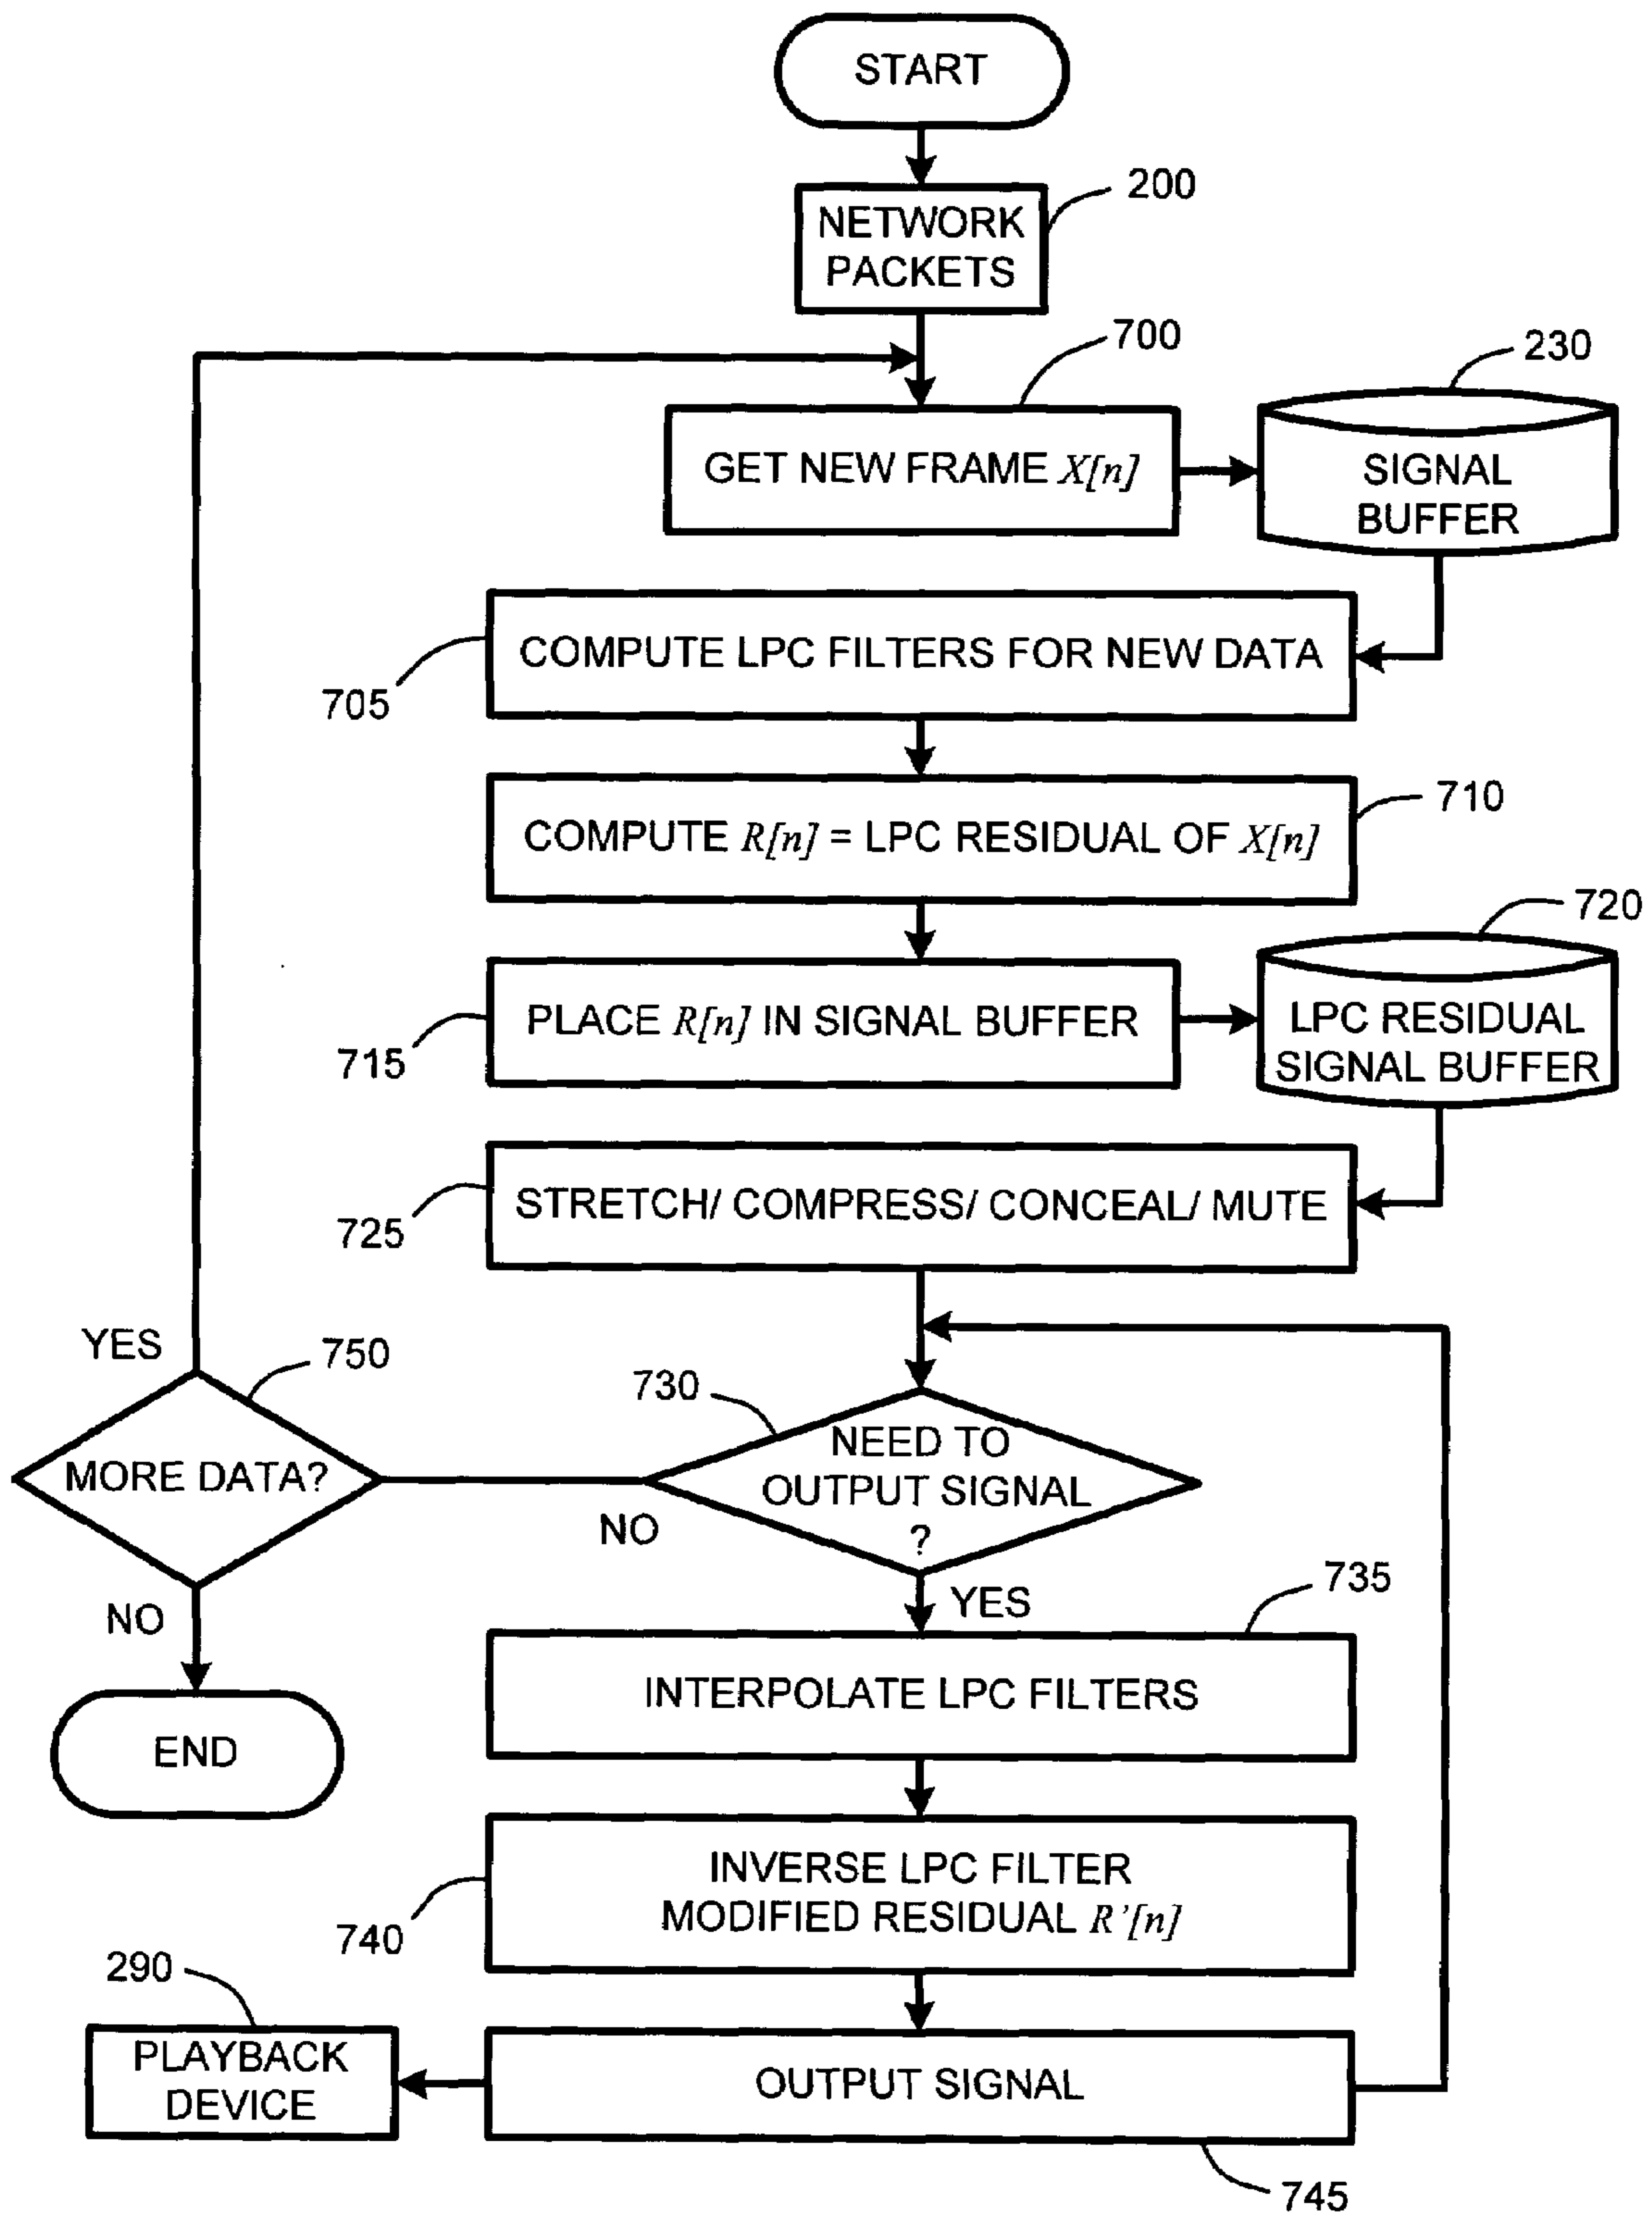 START
200
NETWORK
PACKETS
700
230
GET NEW FRAME X[n]
SIGNAL
BUFFER
COMPUTE LPC FILTERS FOR NEW DATA
705
710
COMPUTE R[n] = LPC RESIDUAL OF X[n]
720
PLACE R[n] IN SIGNAL BUFFER
LPC RESIDUAL
SIGNAL BUFFER
715
STRETCH/ COMPRESS/ CONCEAL/ MUTE
725
YES
750
730
NEED TO
OUTPUT SIGNAL
?
MORE DATA?
NO
YES
735
NO
INTERPOLATE LPC FILTERS
END
INVERSE LPC FILTER
MODIFIED RESIDUAL R'[n]
740
290
PLAYBACK
DEVICE
OUTPUT SIGNAL
745